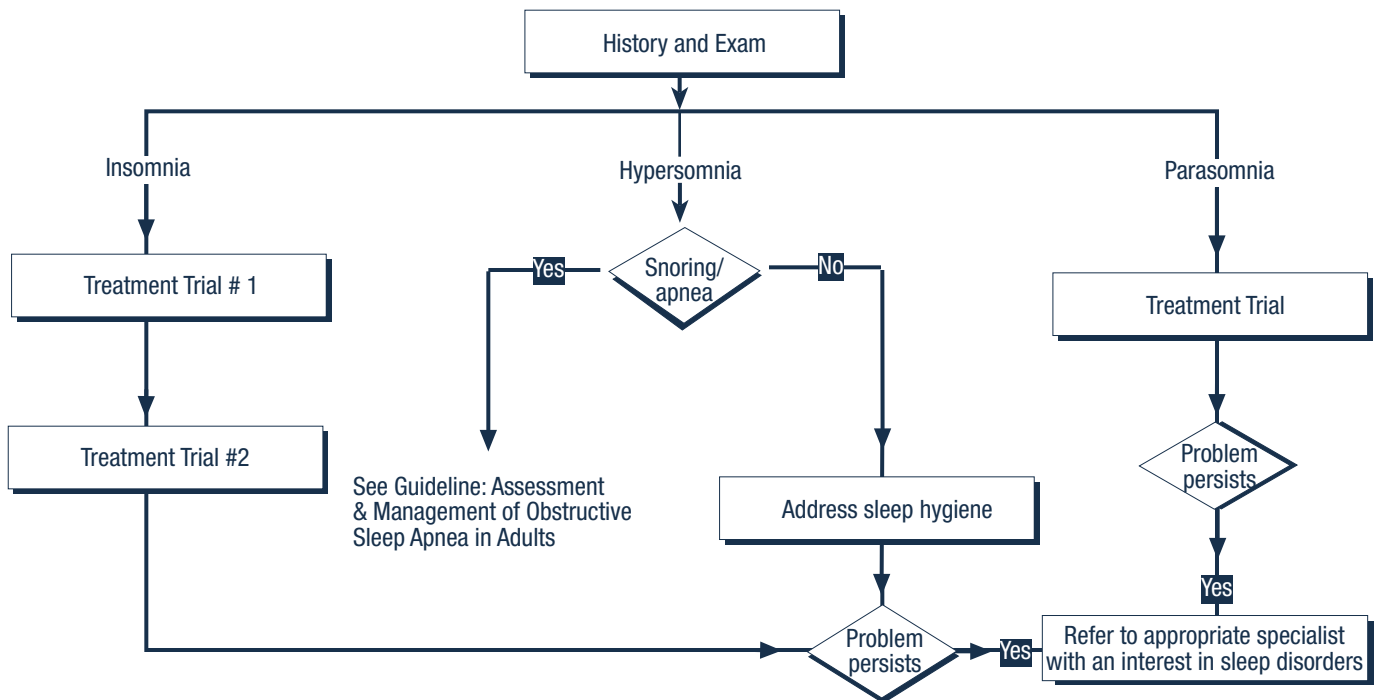 History and Exam
Insomnia
Hypersomnia
Parasomnia
Treatment Trial # 1
Yes
Snoring/
apnea
No
Treatment Trial
Treatment Trial #2
See Guideline: Assessment
& Management of Obstructive
Sleep Apnea in Adults
Address sleep hygiene
Problem
persists
Yes
Problem
persists
Yes
Refer to appropriate specialist
with an interest in sleep disorders